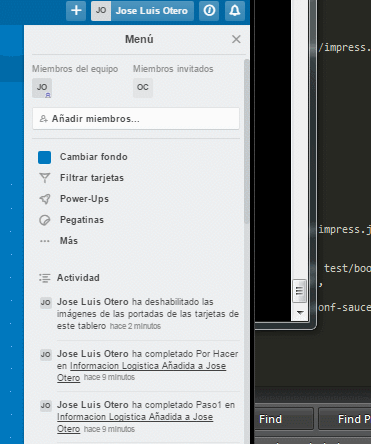 JO Jose Luis Otero
Menú
Miembros del equipo Miembros invitados
JO OC
Añadir miembros...
Cambiar fondo
Filtrar tarjetas
Power-Ups
Pegatinas
Más
Actividad
JO Jose Luis Otero ha deshabilitado las
imágenes de las portadas de las tarjetas de
este tablero hace 2 minutos
JO Jose Luis Otero ha completado Por Hacer
en Informacion Logistica Añadida a Jose
Otero hace 9 minutos
JO Jose Luis Otero ha completado Paso1 en
Informacion Logistica Añadida a Jose
Otero hace 9 minutos
/impress.
impress.j
test/boo
,
onf-sauce
Find Find P